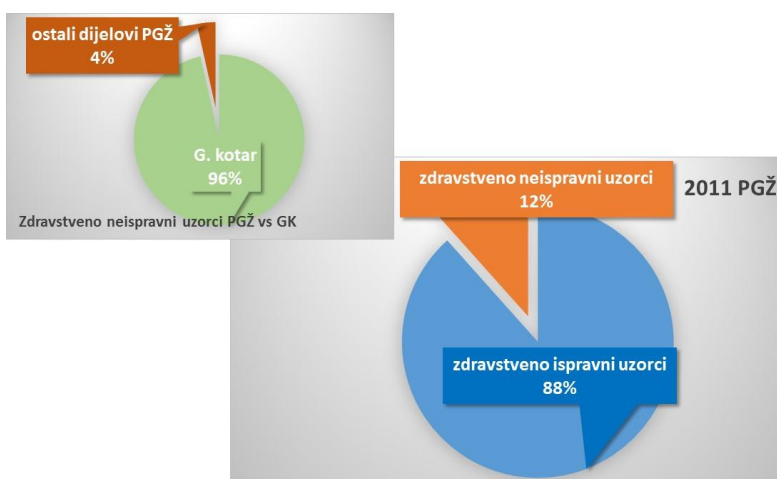 ostali dijelovi PGŽ
4%
G. kotar
96%
Zdravstveno neispravni uzorci PGŽ vs GK
zdravstveno neispravni uzorci
12%
2011 PGŽ
zdravstveno ispravni uzorci
88%